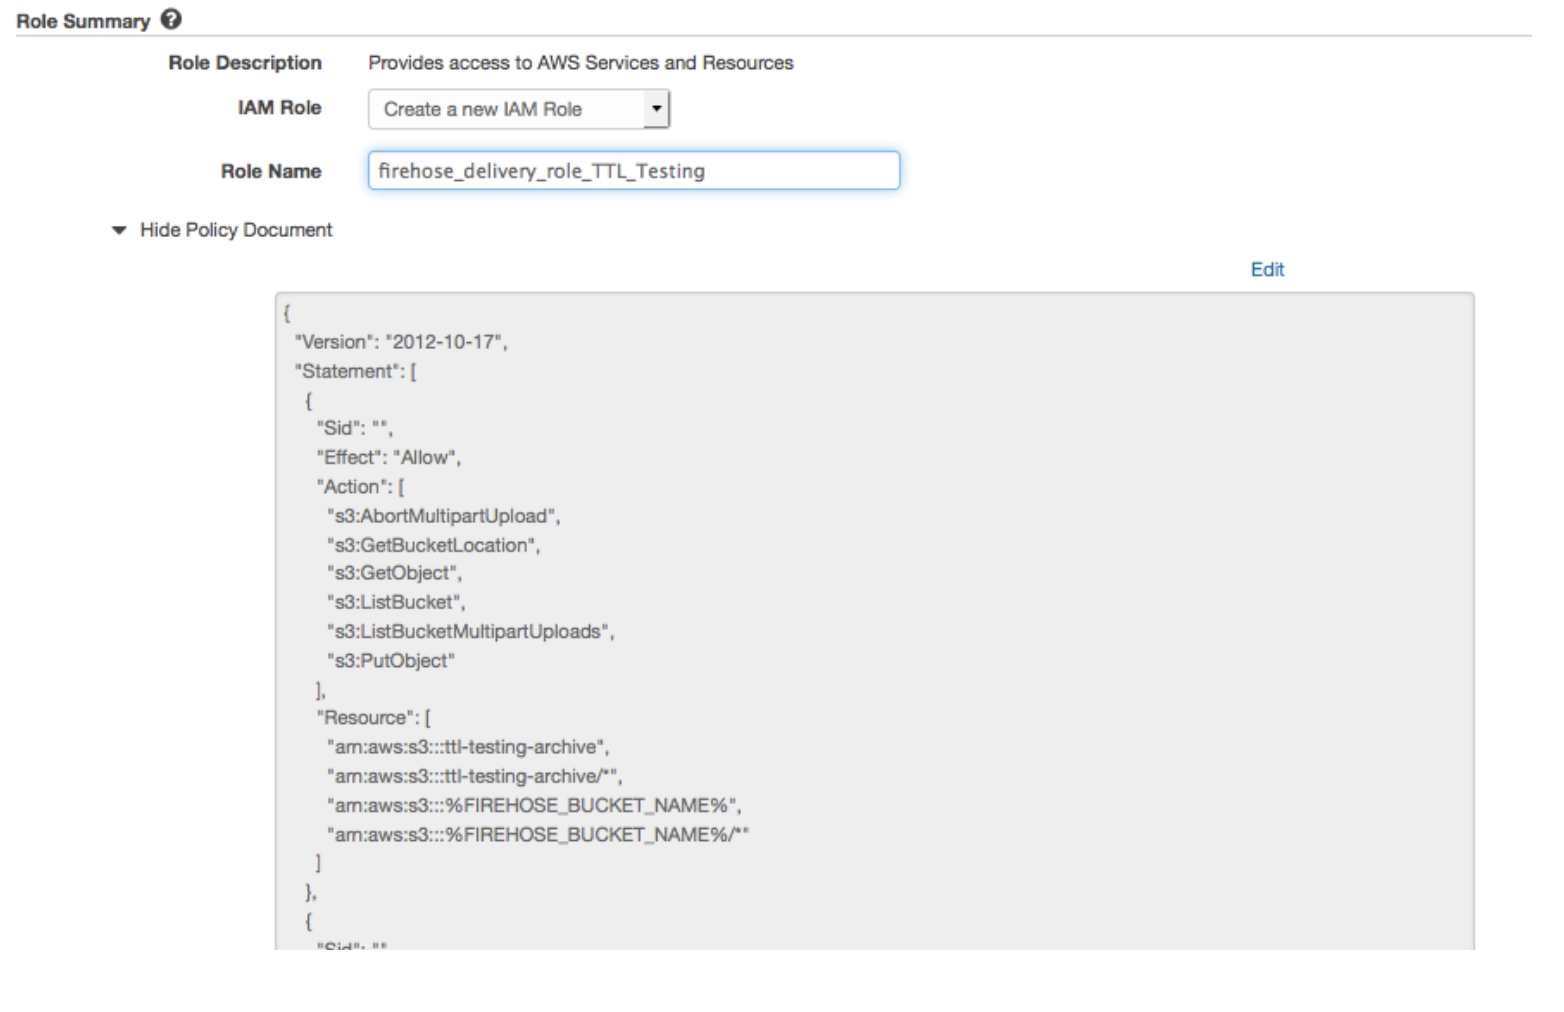 Role Summary ?
Role Description Provides access to AWS Services and Resources
IAM Role Create a new IAM Role
Role Name firehose_delivery_role_TTL_Testing
Hide Policy Document
Edit
{
"Version": "2012-10-17",
"Statement": [
{
"Sid": "",
"Effect": "Allow",
"Action": [
"s3:AbortMultipartUpload",
"s3:GetBucketLocation",
"s3:GetObject",
"s3:ListBucket",
"s3:ListBucketMultipartUploads",
"s3:PutObject"
],
"Resource": [
"arn:aws:s3:::ttl-testing-archive",
"arn:aws:s3:::ttl-testing-archive/*",
"arn:aws:s3:::%FIREHOSE_BUCKET_NAME%",
"arn:aws:s3:::%FIREHOSE_BUCKET_NAME%/*"
]
},
{
"Sid": ""